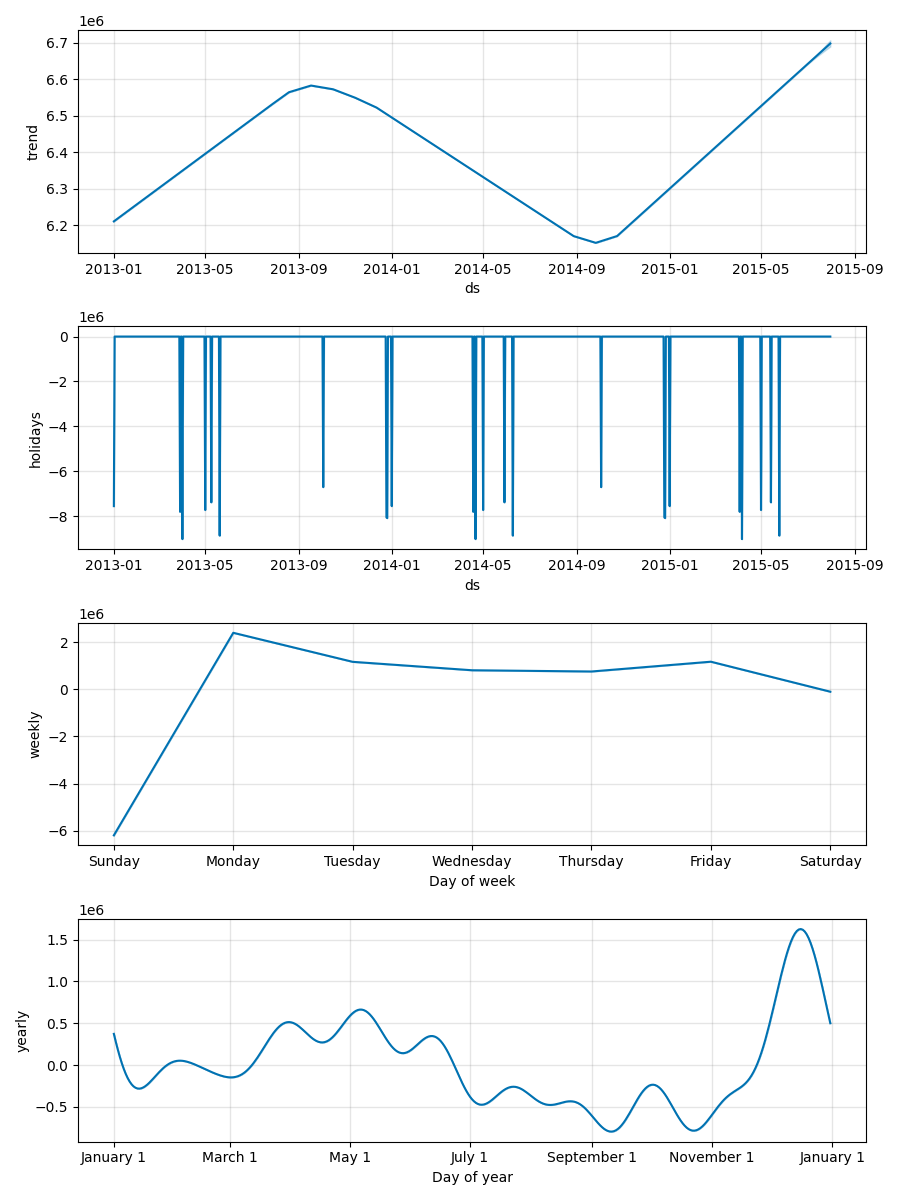 1e6
6.7
6.6
6.5
6.4
6.3
6.2
trend
2013-01 2013-05 2013-09 2014-01 2014-05 2014-09 2015-01 2015-05 2015-09
ds
1e6
0
−2
−4
−6
−8
holidays
2013-01 2013-05 2013-09 2014-01 2014-05 2014-09 2015-01 2015-05 2015-09
ds
1e6
2
0
−2
−4
−6
weekly
Sunday Monday Tuesday Wednesday Thursday Friday Saturday
Day of week
1e6
1.5
1.0
0.5
0.0
−0.5
yearly
January 1 March 1 May 1 July 1 September 1 November 1 January 1
Day of year